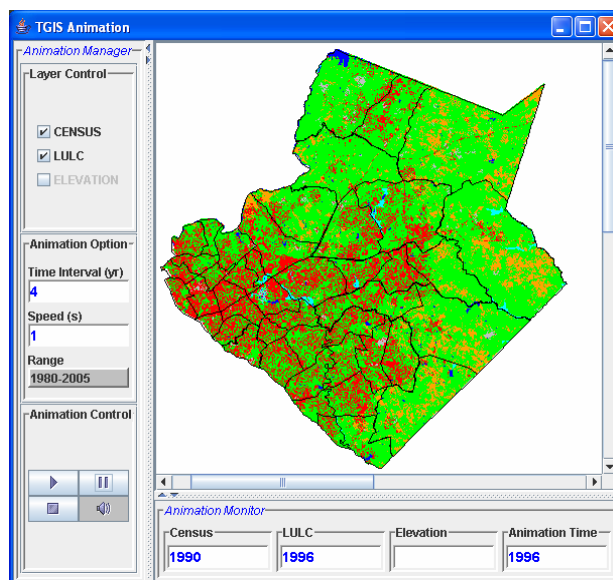 TGIS Animation
Animation Manager
Layer Control
CENSUS
LULC
ELEVATION
Animation Option
Time Interval (yr)
4
Speed (s)
1
Range
1980-2005
Animation Control
Animation Monitor
Census
LULC
Elevation
Animation Time
1990
1996
1996